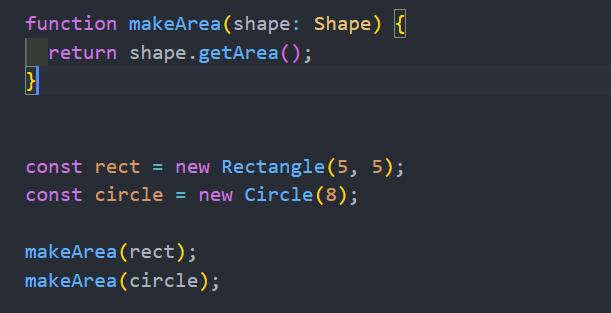 function makeArea(shape: Shape) {
  return shape.getArea();
}
const rect = new Rectangle(5, 5);
const circle = new Circle(8);
makeArea(rect);
makeArea(circle);